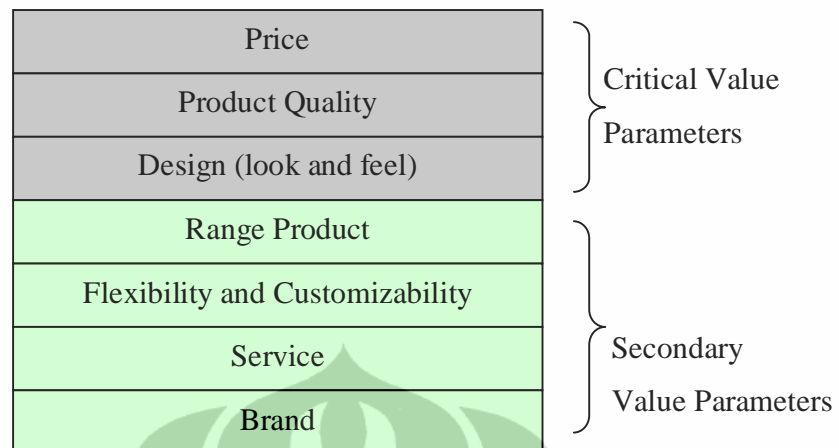 Price
Product Quality
Design (look and feel)
Range Product
Flexibility and Customizability
Service
Brand
Critical Value
Parameters
Secondary
Value Parameters